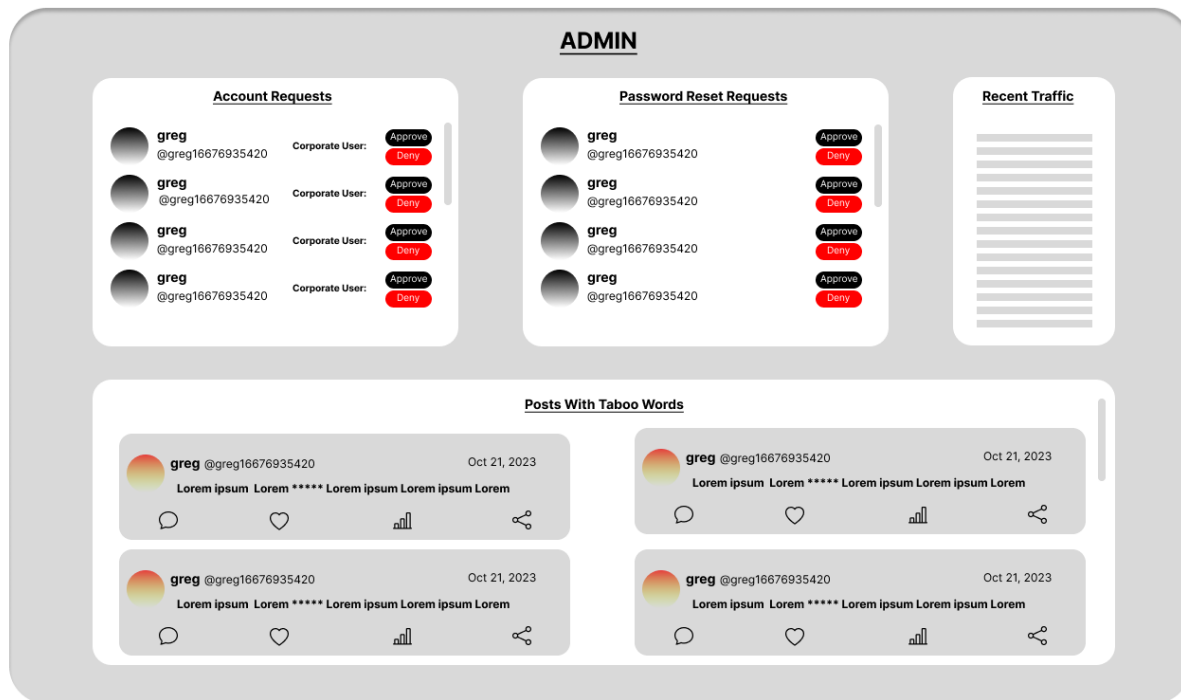 ADMIN
Account Requests
greg
@greg16676935420
Corporate User:
Approve
Deny
greg
@greg16676935420
Corporate User:
Approve
Deny
greg
@greg16676935420
Corporate User:
Approve
Deny
greg
@greg16676935420
Corporate User:
Approve
Deny
Password Reset Requests
greg
@greg16676935420
Approve
Deny
greg
@greg16676935420
Approve
Deny
greg
@greg16676935420
Approve
Deny
greg
@greg16676935420
Approve
Deny
Recent Traffic
Posts With Taboo Words
greg @greg16676935420 Oct 21, 2023
Lorem ipsum Lorem ***** Lorem ipsum Lorem ipsum Lorem
greg @greg16676935420 Oct 21, 2023
Lorem ipsum Lorem ***** Lorem ipsum Lorem ipsum Lorem
greg @greg16676935420 Oct 21, 2023
Lorem ipsum Lorem ***** Lorem ipsum Lorem ipsum Lorem
greg @greg16676935420 Oct 21, 2023
Lorem ipsum Lorem ***** Lorem ipsum Lorem ipsum Lorem